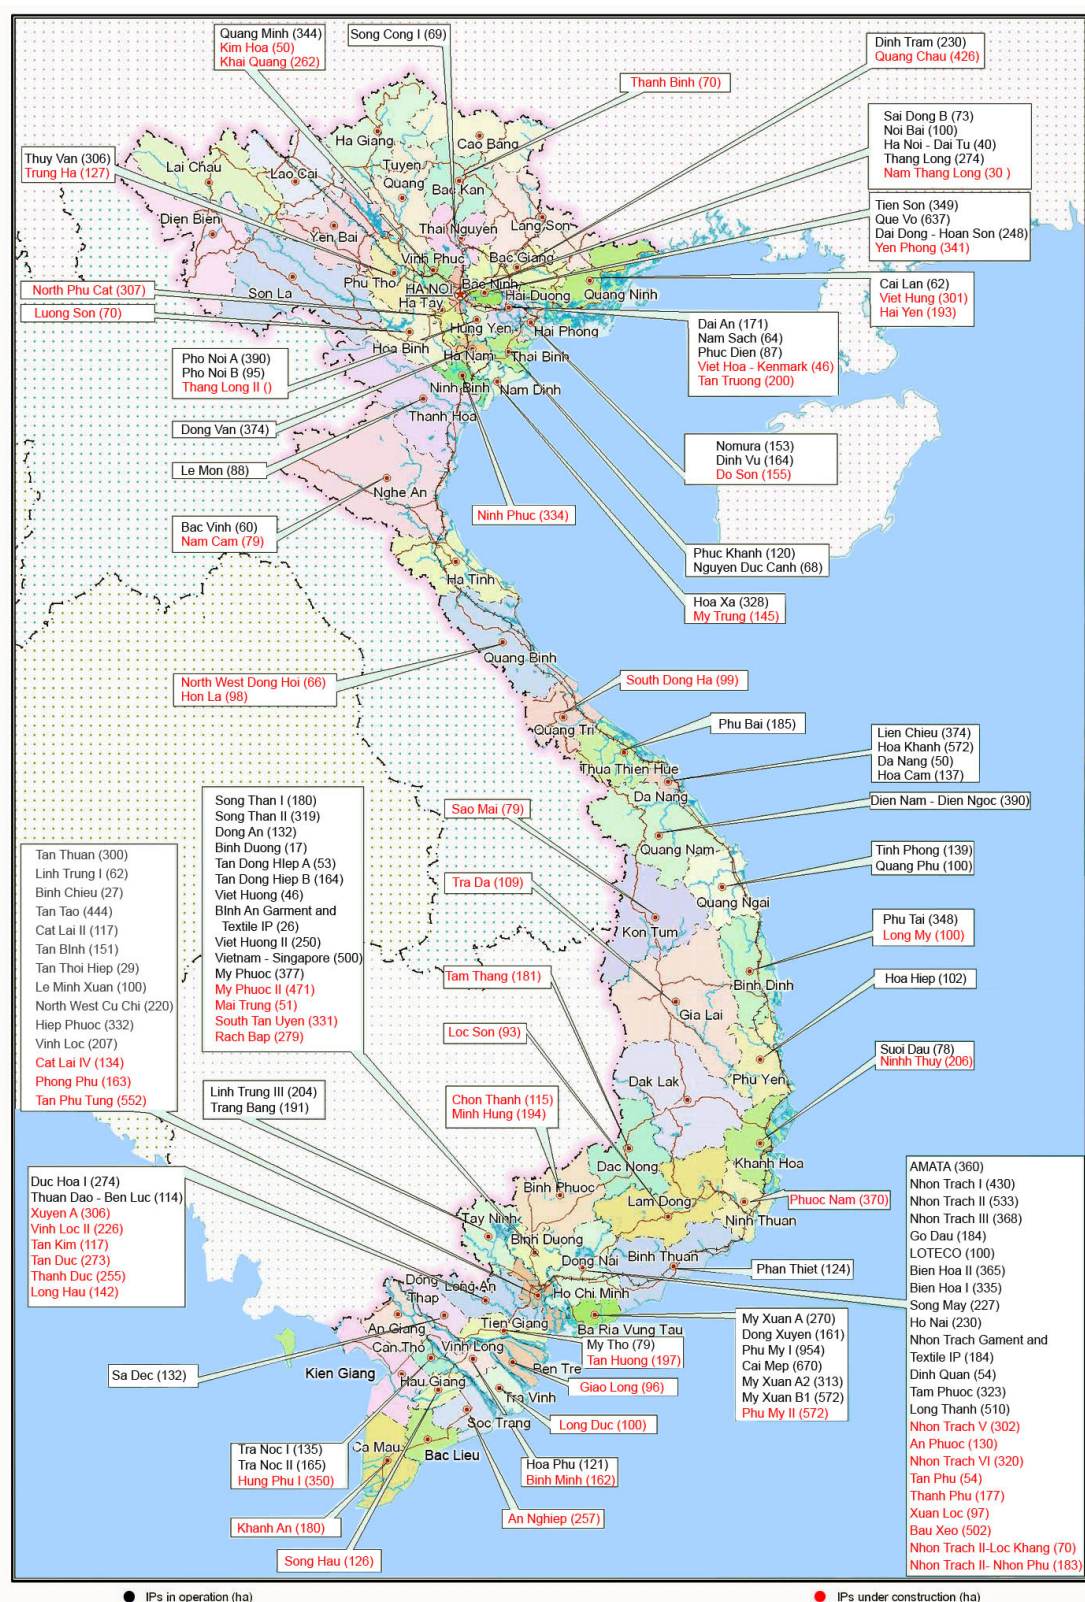 Quang Minh (344)
Kim Hoa (50)
Khai Quang (262)
Song Cong I (69)
Dinh Tram (230)
Quang Chau (426)
Thanh Binh (70)
Sai Dong B (73)
Noi Bai (100)
Ha Noi - Dai Tu (40)
Thang Long (274)
Nam Thang Long (30 )
Thuy Van (306)
Trung Ha (127)
Tien Son (349)
Que Vo (637)
Dai Dong - Hoan Son (248)
Yen Phong (341)
Ha Giang
Cao Bang
Lai Chau
Lao Cai
Tuyen
Quang
Bac Kan
Dien Bien
Yen Bai
Thai Nguyen
Lang Son
Vinh Phuc
Bac Giang
Phu Tho
HA NOI
Bac Ninh
Quang Ninh
Son La
Ha Tay
Hai Duong
Hung Yen
Hai Phong
Hoa Binh
Ha Nam
Thai Binh
Ninh Binh
Nam Dinh
Thanh Hoa
North Phu Cat (307)
Luong Son (70)
Cai Lan (62)
Viet Hung (301)
Hai Yen (193)
Dai An (171)
Nam Sach (64)
Phuc Dien (87)
Viet Hoa - Kenmark (46)
Tan Truong (200)
Pho Noi A (390)
Pho Noi B (95)
Thang Long II ()
Dong Van (374)
Le Mon (88)
Nomura (153)
Dinh Vu (164)
Do Son (155)
Nghe An
Ninh Phuc (334)
Bac Vinh (60)
Nam Cam (79)
Phuc Khanh (120)
Nguyen Duc Canh (68)
Ha Tinh
Hoa Xa (328)
My Trung (145)
Quang Binh
North West Dong Hoi (66)
Hon La (98)
South Dong Ha (99)
Quang Tri
Phu Bai (185)
Thua Thien Hue
Lien Chieu (374)
Hoa Khanh (572)
Da Nang (50)
Hoa Cam (137)
Da Nang
Dien Nam - Dien Ngoc (390)
Sao Mai (79)
Quang Nam
Tinh Phong (139)
Quang Phu (100)
Tra Da (109)
Quang Ngai
Kon Tum
Phu Tai (348)
Long My (100)
Tam Thang (181)
Binh Dinh
Hoa Hiep (102)
Gia Lai
Loc Son (93)
Suoi Dau (78)
Ninhh Thuy (206)
Phu Yen
Dak Lak
Song Than I (180)
Song Than II (319)
Dong An (132)
Binh Duong (17)
Tan Dong HIep A (53)
Tan Dong Hiep B (164)
Viet Huong (46)
BInh An Garment and
Textile IP (26)
Viet Huong II (250)
Vietnam - Singapore (500)
My Phuoc (377)
My Phuoc II (471)
Mai Trung (51)
South Tan Uyen (331)
Rach Bap (279)
Tan Thuan (300)
Linh Trung I (62)
Binh Chieu (27)
Tan Tao (444)
Cat Lai II (117)
Tan BInh (151)
Tan Thoi Hiep (29)
Le Minh Xuan (100)
North West Cu Chi (220)
Hiep Phuoc (332)
Vinh Loc (207)
Cat Lai IV (134)
Phong Phu (163)
Tan Phu Tung (552)
Linh Trung III (204)
Trang Bang (191)
Chon Thanh (115)
Minh Hung (194)
Dac Nong
Khanh Hoa
Binh Phuoc
Lam Dong
Phuoc Nam (370)
Ninh Thuan
Duc Hoa I (274)
Thuan Dao - Ben Luc (114)
Xuyen A (306)
Vinh Loc II (226)
Tan Kim (117)
Tan Duc (273)
Thanh Duc (255)
Long Hau (142)
Tay Ninh
BInh Duong
Dong Nai
Binh Thuan
Phan Thiet (124)
AMATA (360)
Nhon Trach I (430)
Nhon Trach II (533)
Nhon Trach III (368)
Go Dau (184)
LOTECO (100)
Bien Hoa II (365)
Bien Hoa I (335)
Song May (227)
Ho Nai (230)
Nhon Trach Gament and
Textile IP (184)
Dinh Quan (54)
Tam Phuoc (323)
Long Thanh (510)
Nhon Trach V (302)
An Phuoc (130)
Nhon Trach VI (320)
Tan Phu (54)
Thanh Phu (177)
Xuan Loc (97)
Bau Xeo (502)
Nhon Trach II-Loc Khang (70)
Nhon Trach II- Nhon Phu (183)
Dong
Thap
Long An
Ho Chi Minh
An Giang
Tien Giang
Ba Ria Vung Tau
Can Tho
Vinh Long
My Tho (79)
Tan Huong (197)
My Xuan A (270)
Dong Xuyen (161)
Phu My I (954)
Cai Mep (670)
My Xuan A2 (313)
My Xuan B1 (572)
Phu My II (572)
Sa Dec (132)
Kien Giang
Hau Giang
Ben Tre
Giao Long (96)
Tra Vinh
Soc Trang
Long Duc (100)
Ca Mau
Bac Lieu
Tra Noc I (135)
Tra Noc II (165)
Hung Phu I (350)
Hoa Phu (121)
Binh Minh (162)
An Nghiep (257)
Khanh An (180)
Song Hau (126)
IPs in operation (ha)
IPs under construction (ha)